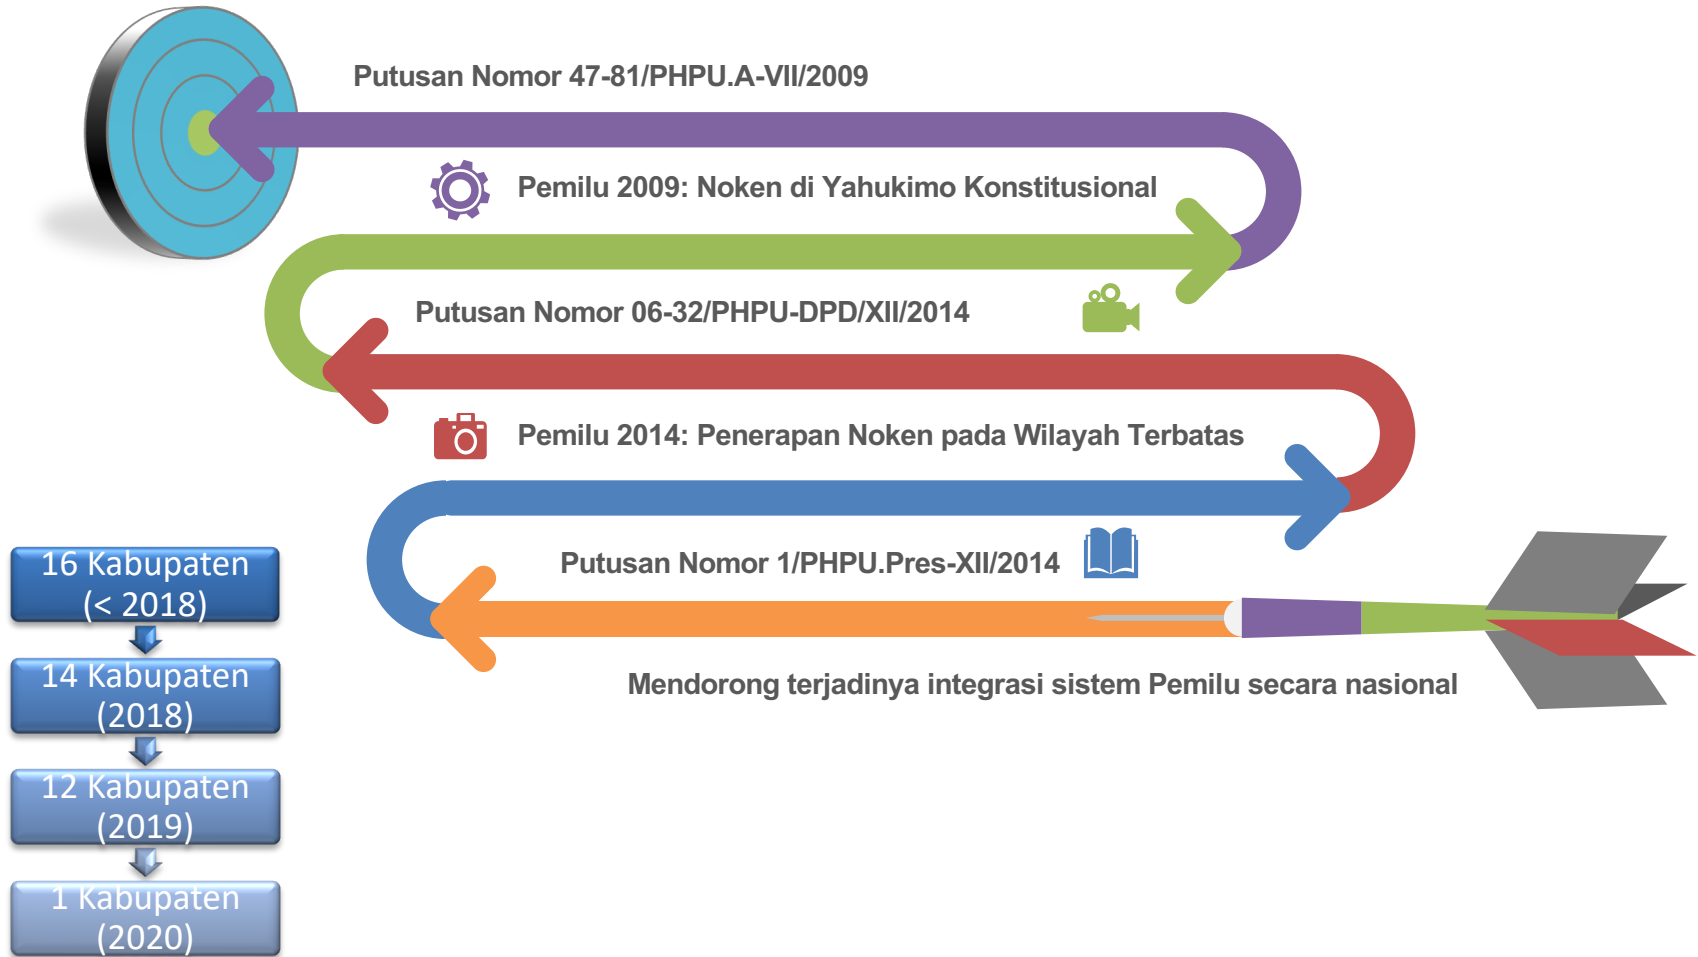 Putusan Nomor 47-81/PHPU.A-VII/2009
Pemilu 2009: Noken di Yahukimo Konstitusional
Putusan Nomor 06-32/PHPU-DPD/XII/2014
Pemilu 2014: Penerapan Noken pada Wilayah Terbatas
Putusan Nomor 1/PHPU.Pres-XII/2014
Mendorong terjadinya integrasi sistem Pemilu secara nasional
16 Kabupaten
(< 2018)
14 Kabupaten
(2018)
12 Kabupaten
(2019)
1 Kabupaten
(2020)